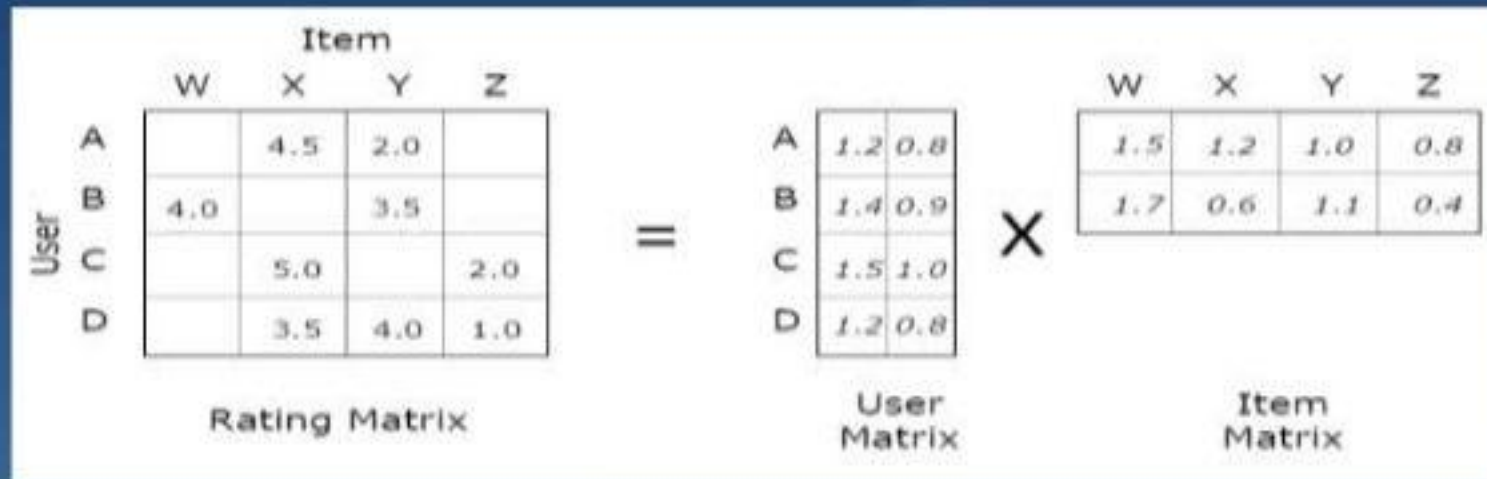 Item
W X Y Z W X Y Z
A 4.5 2.0 A 1.2 0.8 1.5 1.2 1.0 0.8
B 4.0 3.5 = B 1.4 0.9 X 1.7 0.6 1.1 0.4
User
C 5.0 2.0 C 1.5 1.0
D 3.5 4.0 1.0 D 1.2 0.8
Rating Matrix
User
Matrix
Item
Matrix